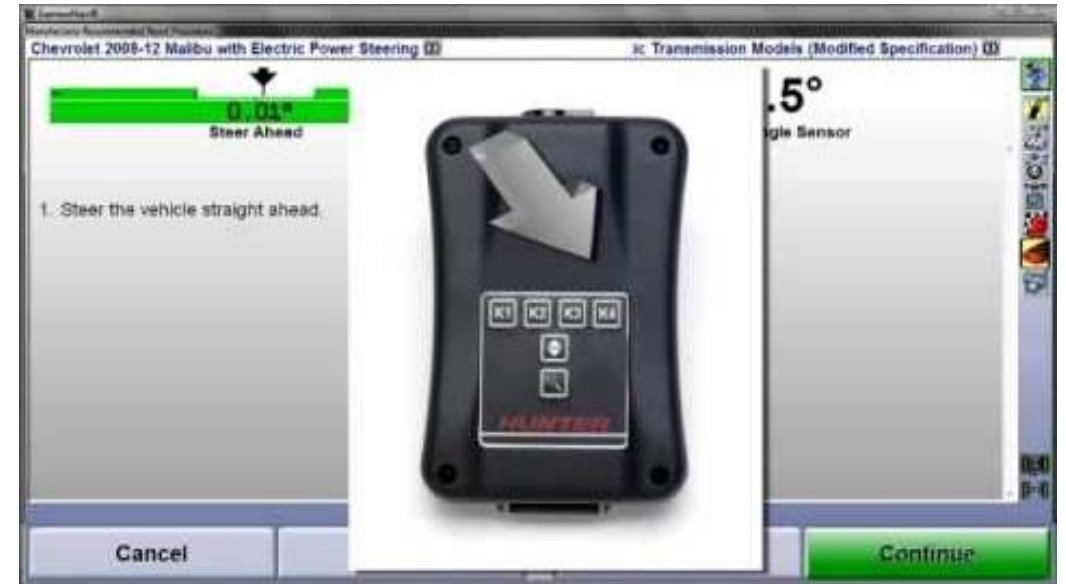 Chevrolet 2008-12 Malibu with Electric Power Steering
ic Transmission Models (Modified Specification)
0.01°
Steer Ahead
.5°
gle Sensor
1. Steer the vehicle straight ahead.
K1 K2 K3 K4
HUNTER
Cancel
Continue